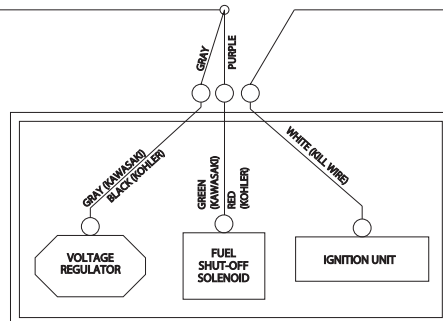 GRAY
PURPLE
GRAY (KAWASAKI)
BLACK (KOHLER)
GREEN
(KAWASAKI)
RED
(KOHLER)
WHITE (KILL WIRE)
VOLTAGE
REGULATOR
FUEL
SHUT-OFF
SOLENOID
IGNITION UNIT